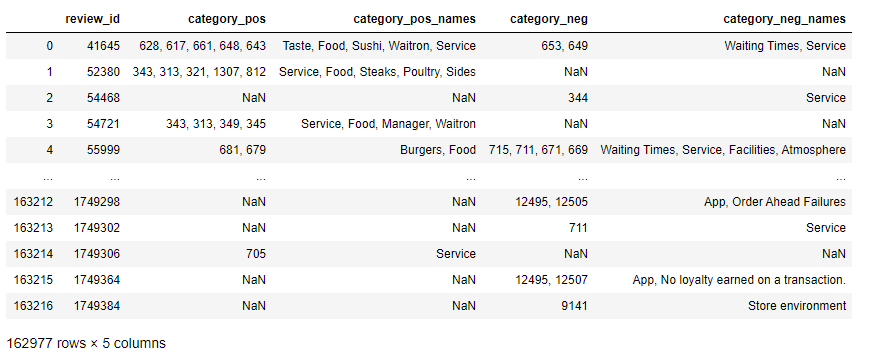 review_id category_pos category_pos_names category_neg category_neg_names
0 41645 628, 617, 661, 648, 643 Taste, Food, Sushi, Waitron, Service 653, 649 Waiting Times, Service
1 52380 343, 313, 321, 1307, 812 Service, Food, Steaks, Poultry, Sides NaN NaN
2 54468 NaN NaN 344 Service
3 54721 343, 313, 349, 345 Service, Food, Manager, Waitron NaN NaN
4 55999 681, 679 Burgers, Food 715, 711, 671, 669 Waiting Times, Service, Facilities, Atmosphere
... ... ... ... ... ...
163212 1749298 NaN NaN 12495, 12505 App, Order Ahead Failures
163213 1749302 NaN NaN 711 Service
163214 1749306 705 Service NaN NaN
163215 1749364 NaN NaN 12495, 12507 App, No loyalty earned on a transaction.
163216 1749384 NaN NaN 9141 Store environment
162977 rows × 5 columns